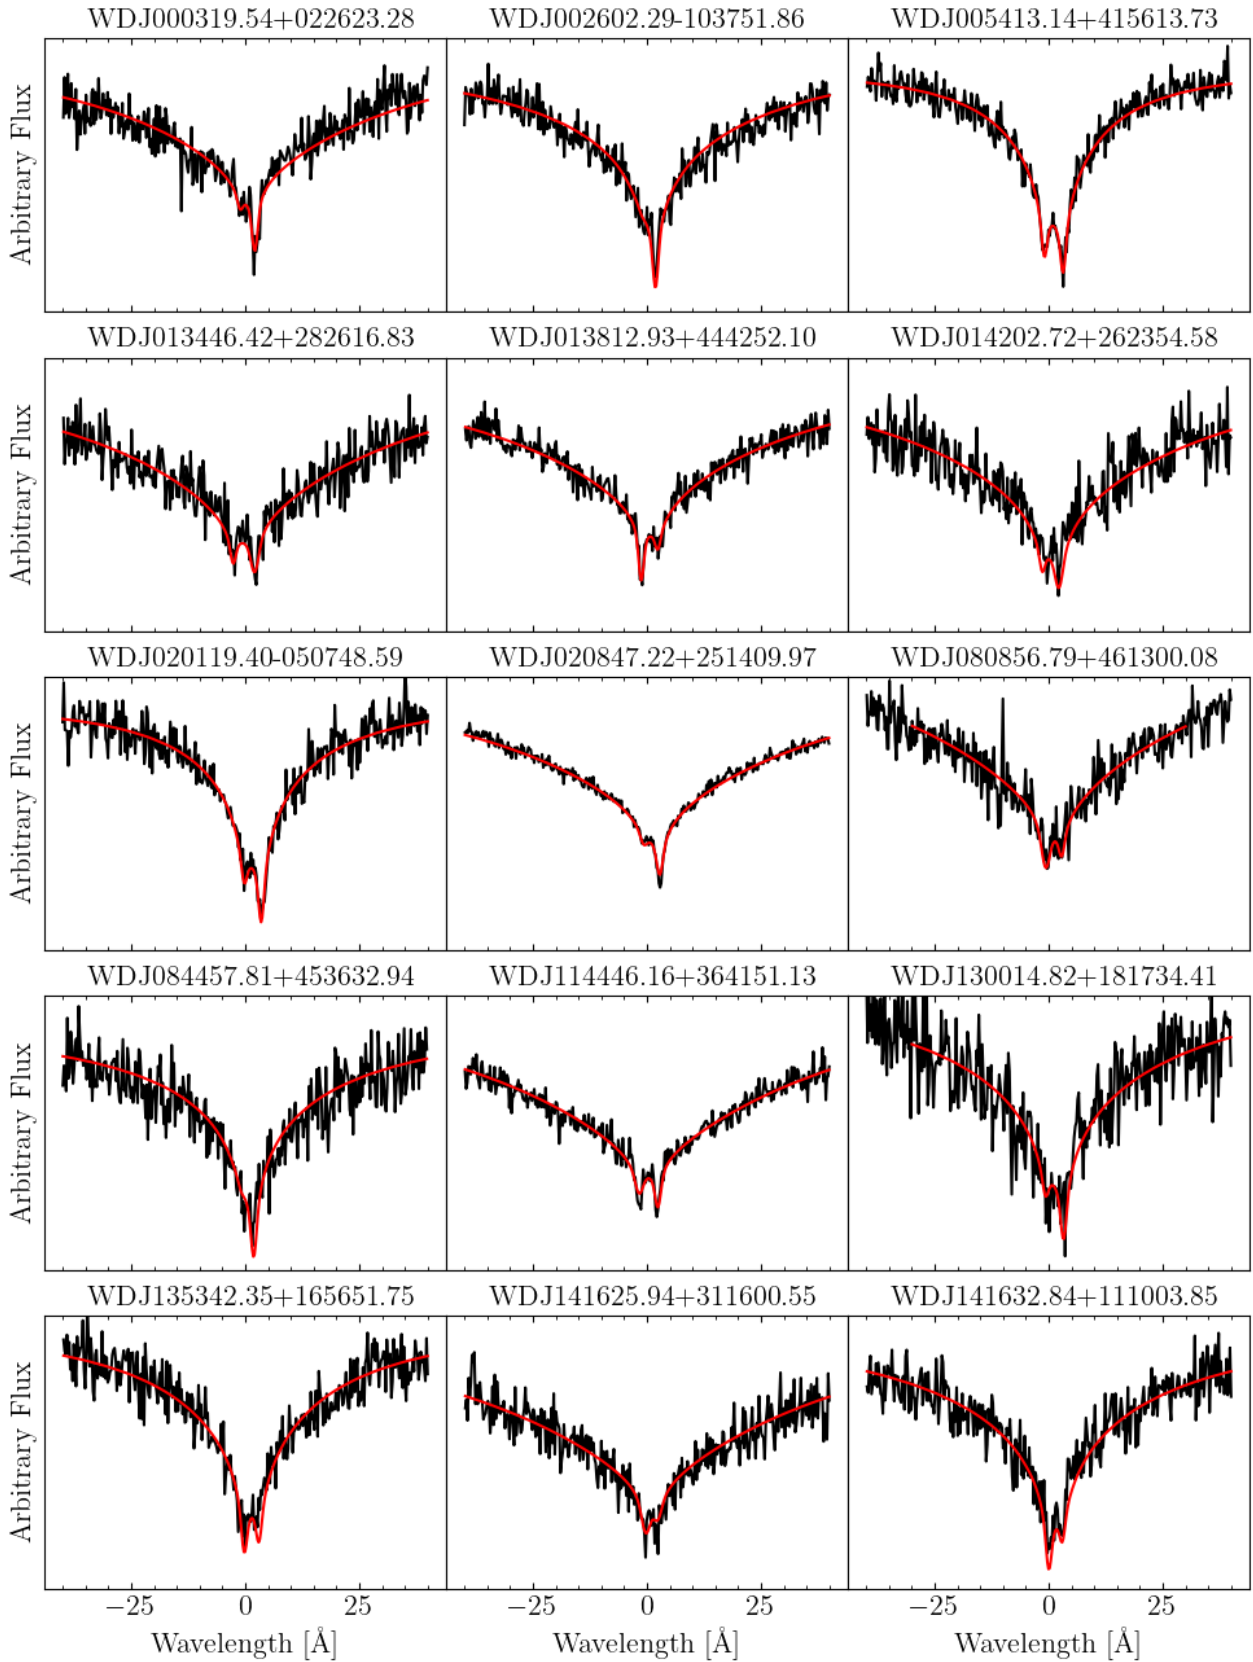 WDJ000319.54+022623.28 WDJ002602.29-103751.86 WDJ005413.14+415613.73
Arbitrary Flux
WDJ013446.42+282616.83 WDJ013812.93+444252.10 WDJ014202.72+262354.58
Arbitrary Flux
WDJ020119.40-050748.59 WDJ020847.22+251409.97 WDJ080856.79+461300.08
Arbitrary Flux
WDJ084457.81+453632.94 WDJ114446.16+364151.13 WDJ130014.82+181734.41
Arbitrary Flux
WDJ135342.35+165651.75 WDJ141625.94+311600.55 WDJ141632.84+111003.85
Arbitrary Flux
−25 0 25 −25 0 25 −25 0 25
Wavelength [Å] Wavelength [Å] Wavelength [Å]